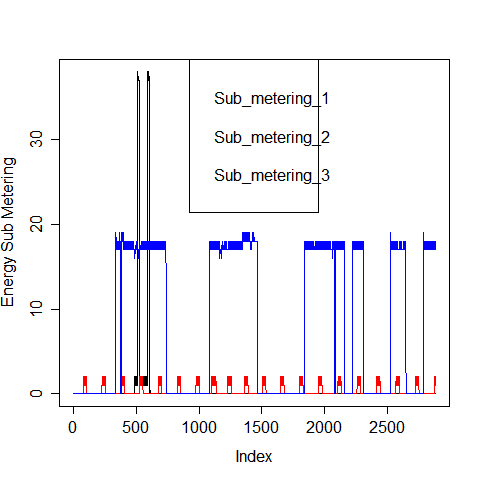 Sub_metering_1
Sub_metering_2
Sub_metering_3
Energy Sub Metering
30
20
10
0
0 500 1000 1500 2000 2500
Index